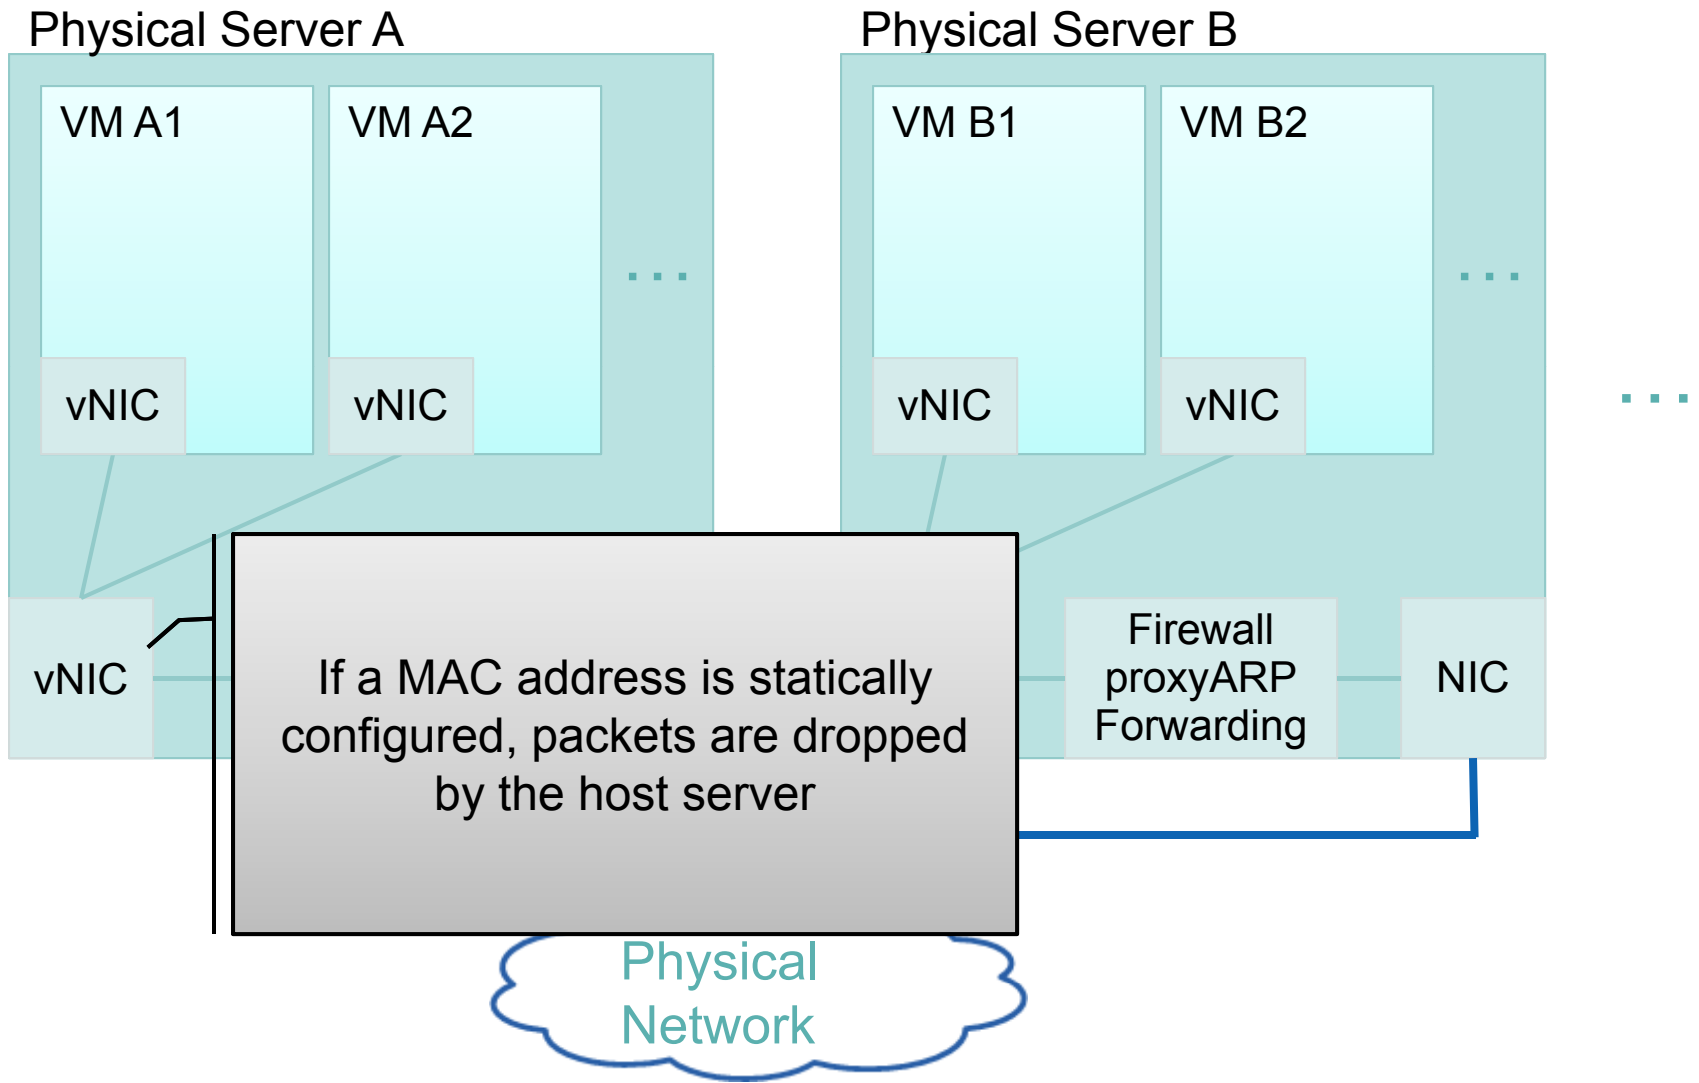 Physical Server A
Physical Server B
VM A1
VM A2
VM B1
VM B2
...
...
vNIC
vNIC
vNIC
vNIC
...
vNIC
If a MAC address is statically
configured, packets are dropped
by the host server
Firewall
proxyARP
Forwarding
NIC
Physical
Network